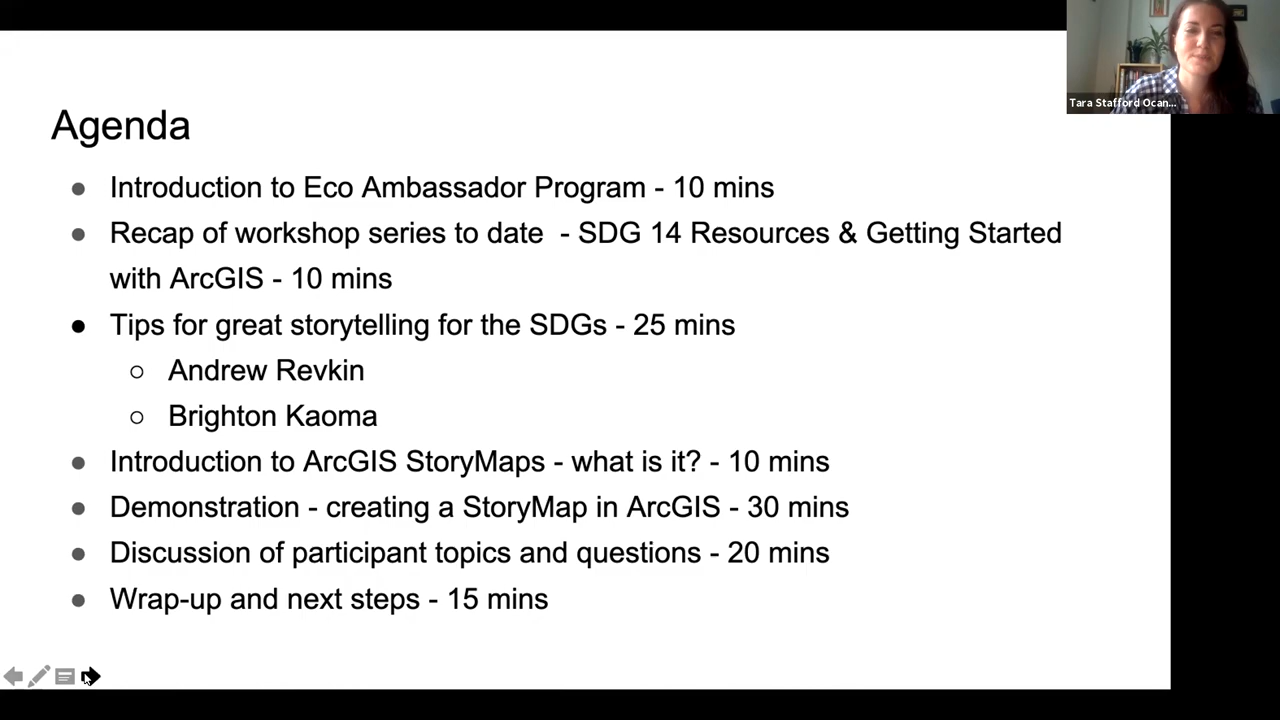 Tara Stafford Ocan...
Agenda
● Introduction to Eco Ambassador Program - 10 mins
● Recap of workshop series to date - SDG 14 Resources & Getting Started
with ArcGIS - 10 mins
● Tips for great storytelling for the SDGs - 25 mins
○ Andrew Revkin
○ Brighton Kaoma
● Introduction to ArcGIS StoryMaps - what is it? - 10 mins
● Demonstration - creating a StoryMap in ArcGIS - 30 mins
● Discussion of participant topics and questions - 20 mins
● Wrap-up and next steps - 15 mins